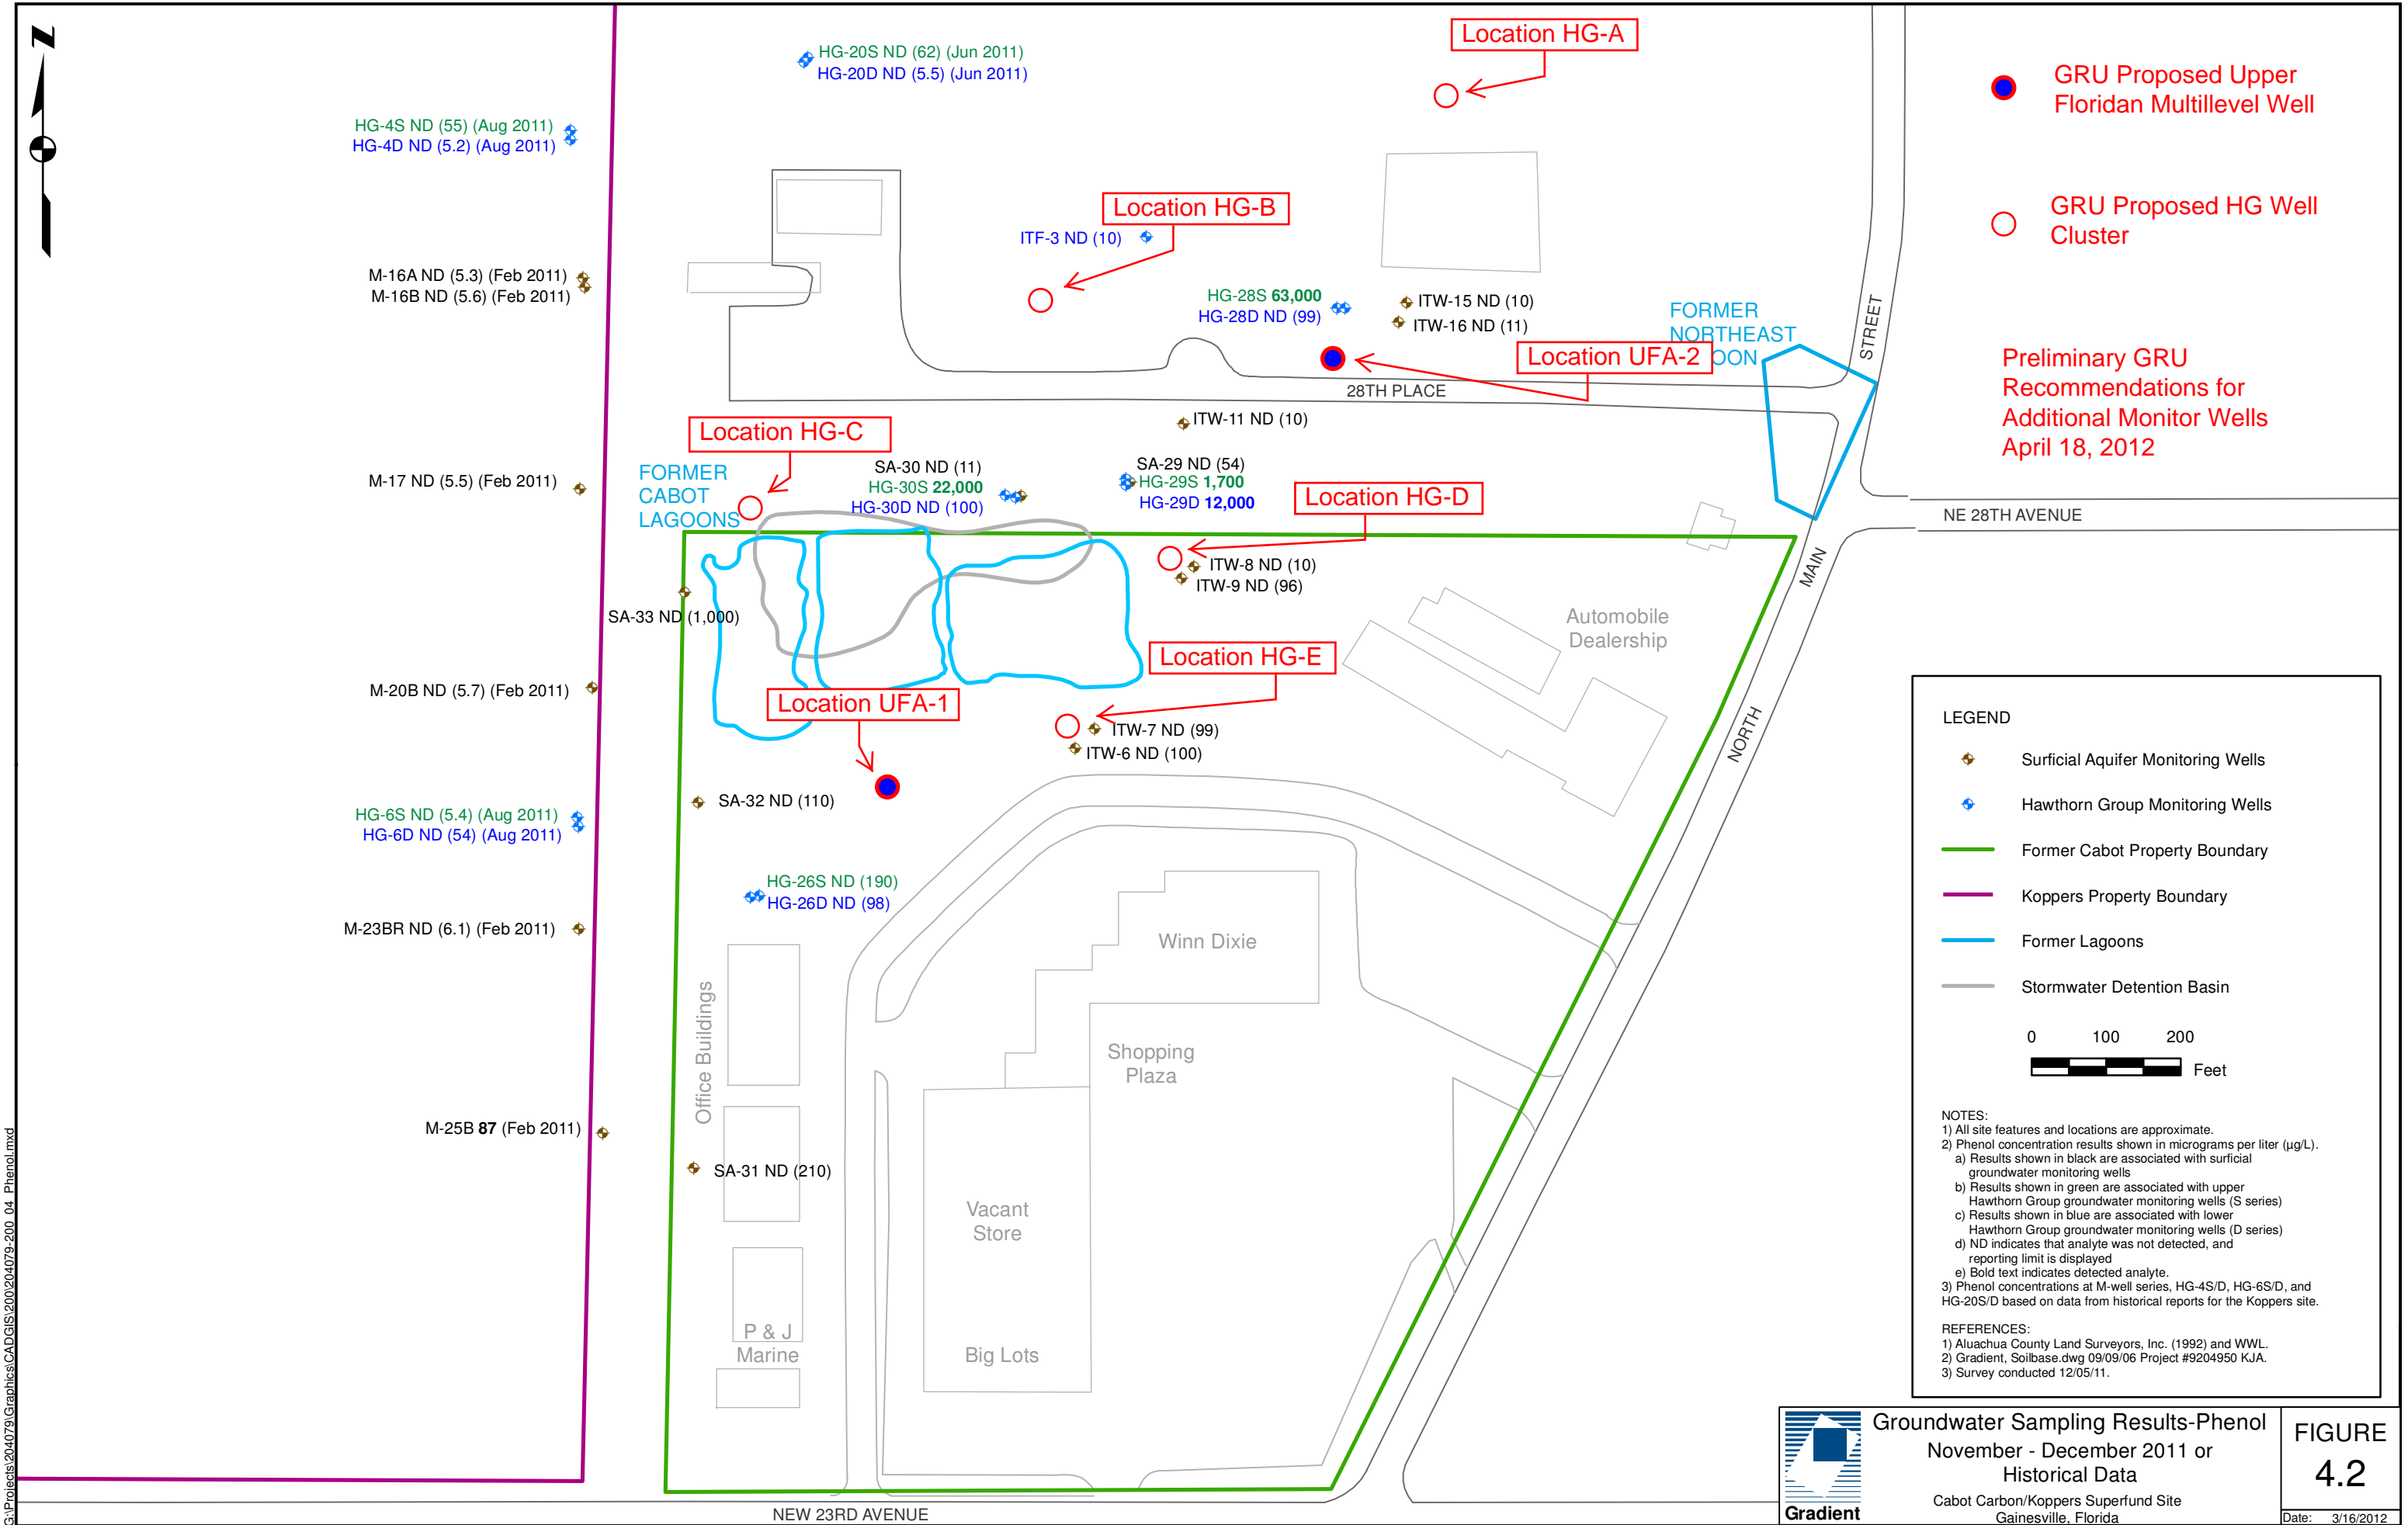 Z
HG-20S ND (62) (Jun 2011)
HG-20D ND (5.5) (Jun 2011)
Location HG-A
GRU Proposed Upper
Floridan Multillevel Well
HG-4S ND (55) (Aug 2011)
HG-4D ND (5.2) (Aug 2011)
Location HG-B
GRU Proposed HG Well
Cluster
ITF-3 ND (10)
M-16A ND (5.3) (Feb 2011)
M-16B ND (5.6) (Feb 2011)
HG-28S 63,000
HG-28D ND (99)
ITW-15 ND (10)
ITW-16 ND (11)
FORMER
NORTHEAST
OON
STREET
Location UFA-2
Preliminary GRU
Recommendations for
Additional Monitor Wells
April 18, 2012
28TH PLACE
ITW-11 ND (10)
Location HG-C
FORMER
CABOT
LAGOONS
M-17 ND (5.5) (Feb 2011)
SA-30 ND (11)
HG-30S 22,000
HG-30D ND (100)
SA-29 ND (54)
HG-29S 1,700
HG-29D 12,000
Location HG-D
NE 28TH AVENUE
MAIN
ITW-8 ND (10)
ITW-9 ND (96)
SA-33 ND (1,000)
Automobile
Dealership
Location HG-E
M-20B ND (5.7) (Feb 2011)
Location UFA-1
NORTH
ITW-7 ND (99)
ITW-6 ND (100)
SA-32 ND (110)
HG-6S ND (5.4) (Aug 2011)
HG-6D ND (54) (Aug 2011)
HG-26S ND (190)
HG-26D ND (98)
M-23BR ND (6.1) (Feb 2011)
Winn Dixie
Office Buildings
Shopping
Plaza
M-25B 87 (Feb 2011)
SA-31 ND (210)
Vacant
Store
P & J
Marine
Big Lots
NEW 23RD AVENUE
LEGEND
Surficial Aquifer Monitoring Wells
Hawthorn Group Monitoring Wells
Former Cabot Property Boundary
Koppers Property Boundary
Former Lagoons
Stormwater Detention Basin
0 100 200
Feet
NOTES:
1) All site features and locations are approximate.
2) Phenol concentration results shown in micrograms per liter (µg/L).
a) Results shown in black are associated with surficial
groundwater monitoring wells
b) Results shown in green are associated with upper
Hawthorn Group groundwater monitoring wells (S series)
c) Results shown in blue are associated with lower
Hawthorn Group groundwater monitoring wells (D series)
d) ND indicates that analyte was not detected, and
reporting limit is displayed
e) Bold text indicates detected analyte.
3) Phenol concentrations at M-well series, HG-4S/D, HG-6S/D, and
HG-20S/D based on data from historical reports for the Koppers site.
REFERENCES:
1) Aluachua County Land Surveyors, Inc. (1992) and WWL.
2) Gradient, Soilbase.dwg 09/09/06 Project #9204950 KJA.
3) Survey conducted 12/05/11.
Gradient
Groundwater Sampling Results-Phenol
November - December 2011 or
Historical Data
Cabot Carbon/Koppers Superfund Site
Gainesville, Florida
FIGURE
4.2
Date: 3/16/2012
G:\Projects\204079\Graphics\CADGIS\200\204079-200_04_Phenol.mxd